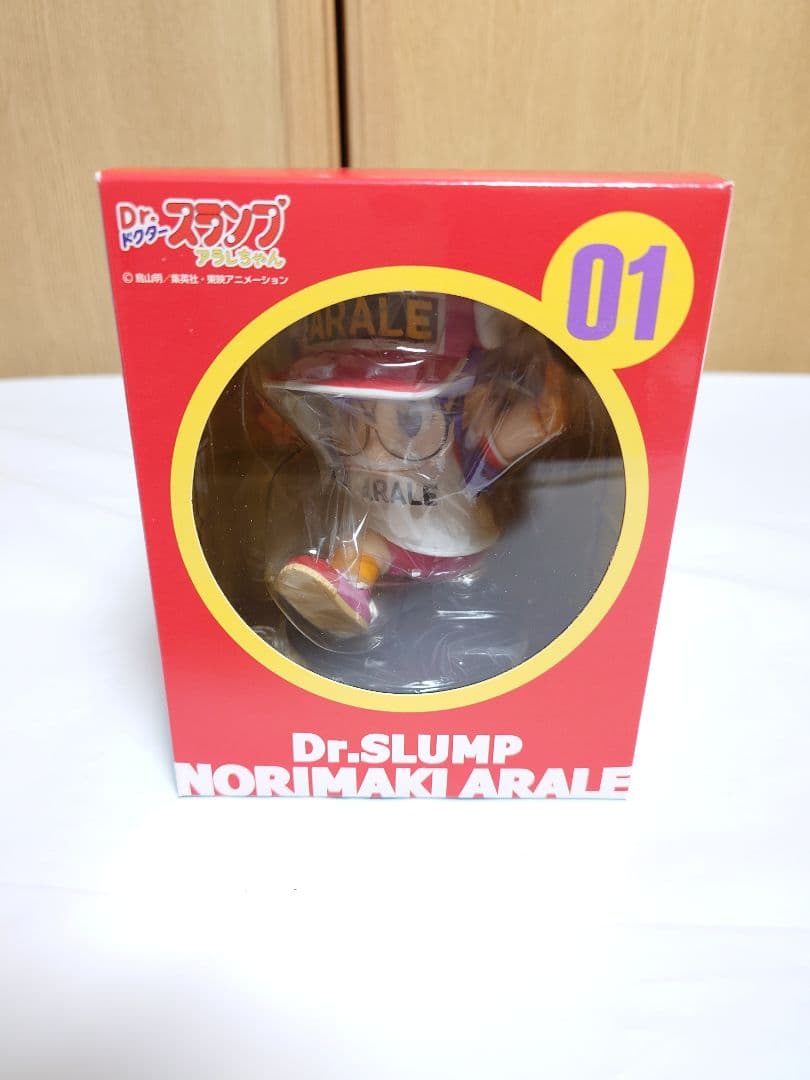 Dr.
ドクター
スランプ
アラレちゃん
© 鳥山明／集英社・東映アニメーション
01
ARALE
ARALE
Dr.SLUMP
NORIMAKI ARALE